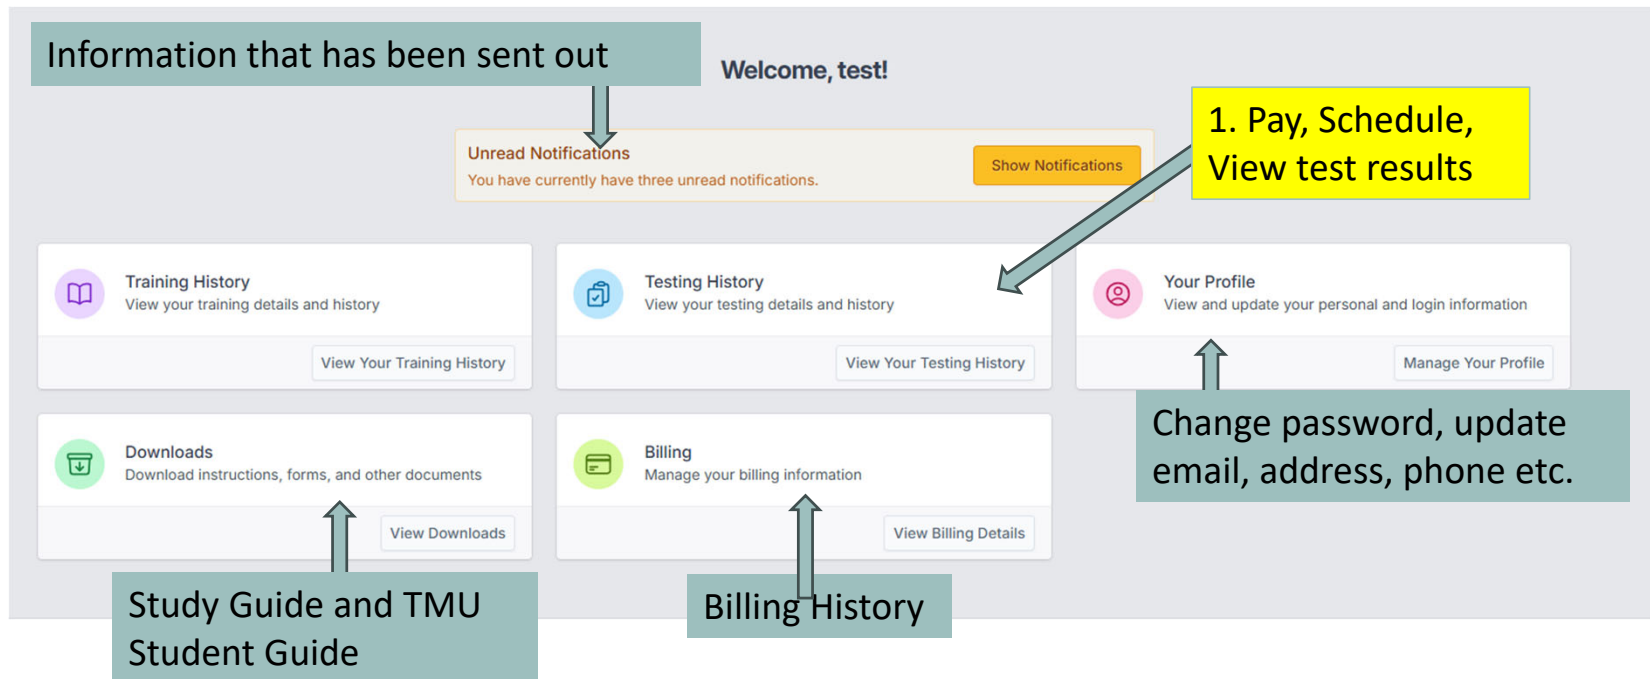 Information that has been sent out
Welcome, test!
1. Pay, Schedule,
View test results
Unread Notifications
You have currently have three unread notifications.
Show Notifications
Training History
View your training details and history
View Your Training History
Testing History
View your testing details and history
View Your Testing History
Your Profile
View and update your personal and login information
Manage Your Profile
Change password, update
email, address, phone etc.
Downloads
Download instructions, forms, and other documents
View Downloads
Billing
Manage your billing information
View Billing Details
Study Guide and TMU
Student Guide
Billing History